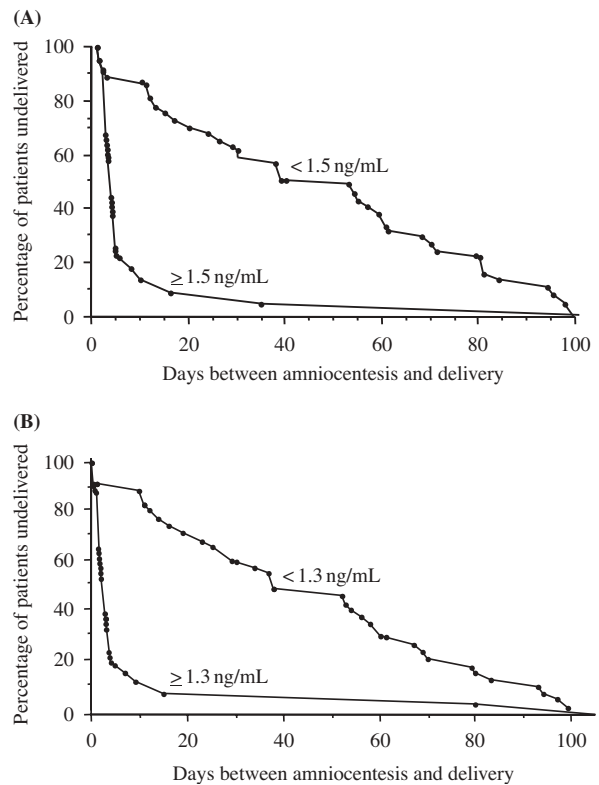 (A)
Percentage of patients undelivered
100
80
60
40
20
0
< 1.5 ng/mL
≥ 1.5 ng/mL
0 20 40 60 80 100
Days between amniocentesis and delivery
(B)
Percentage of patients undelivered
100
80
60
40
20
0
< 1.3 ng/mL
≥ 1.3 ng/mL
0 20 40 60 80 100
Days between amniocentesis and delivery